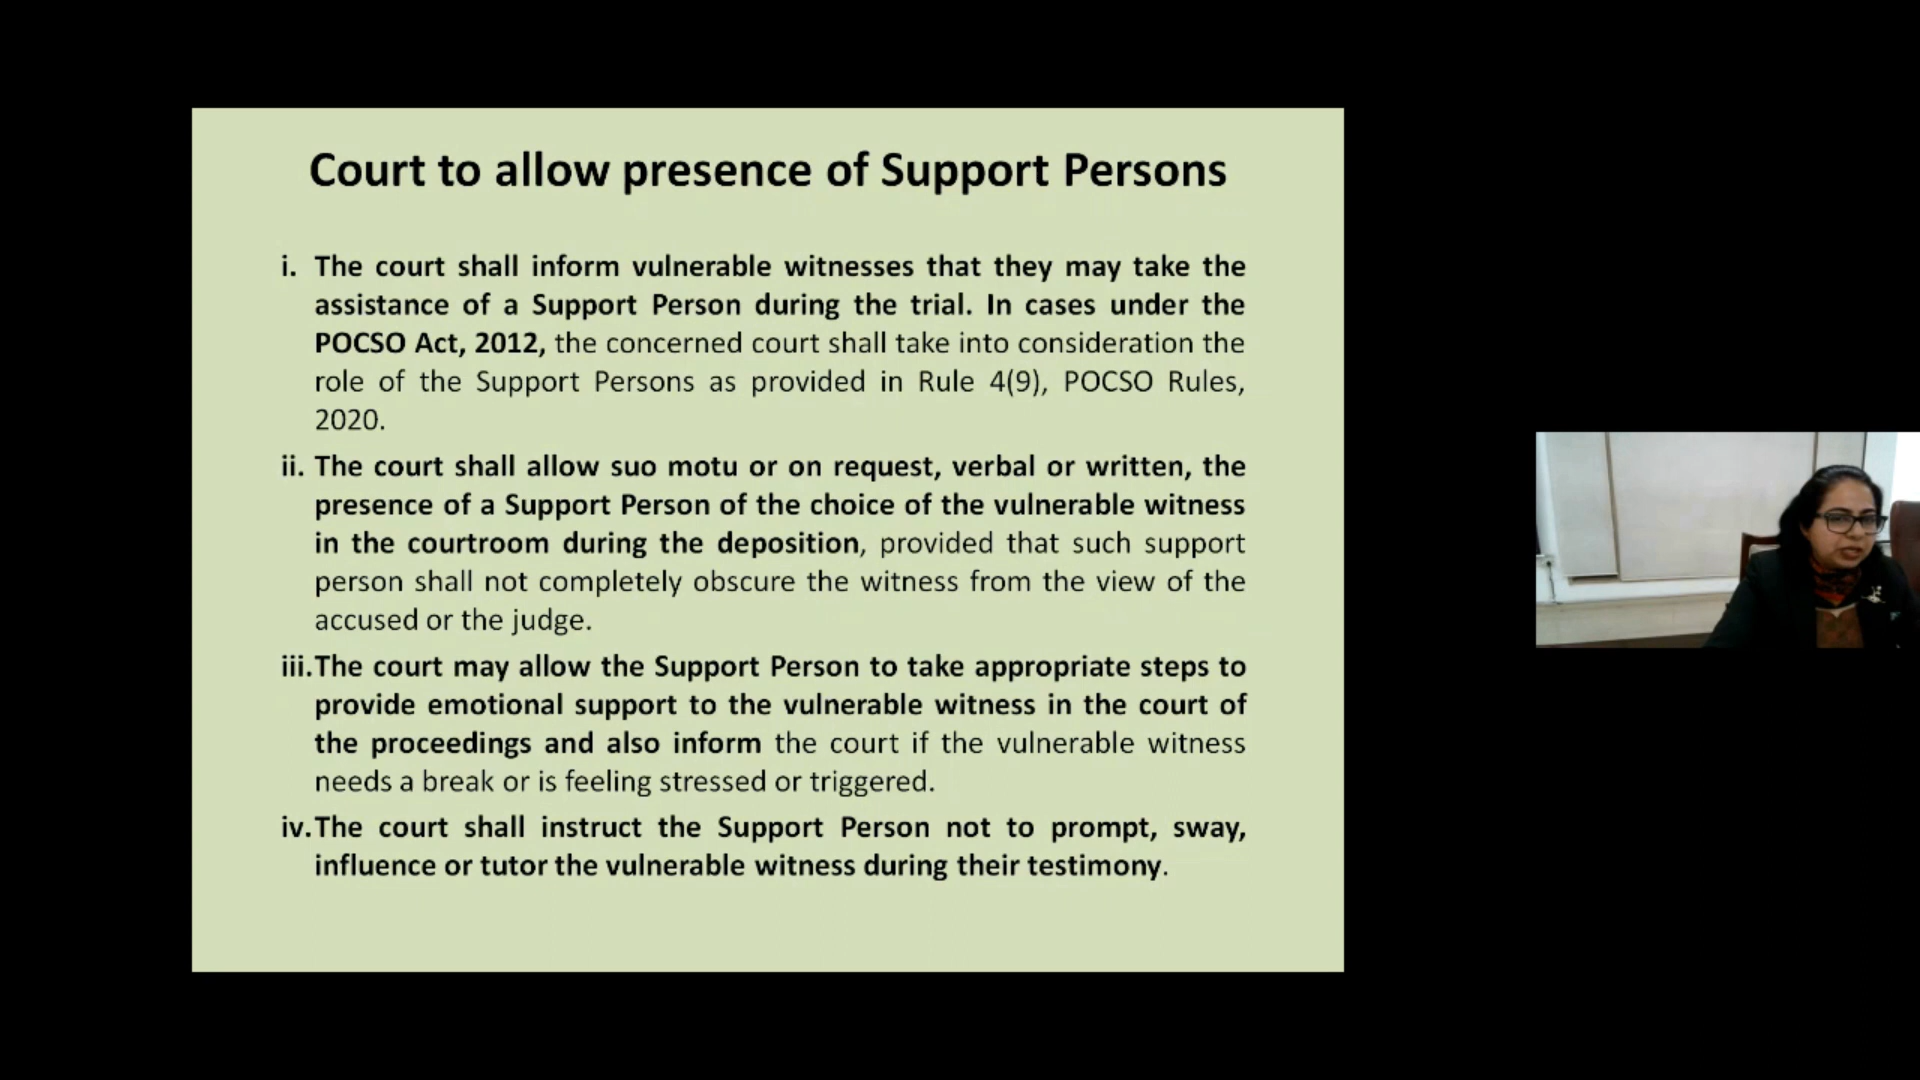 Court to allow presence of Support Persons
i. The court shall inform vulnerable witnesses that they may take the
assistance of a Support Person during the trial. In cases under the
POCSO Act, 2012, the concerned court shall take into consideration the
role of the Support Persons as provided in Rule 4(9), POCSO Rules,
2020.
ii. The court shall allow suo motu or on request, verbal or written, the
presence of a Support Person of the choice of the vulnerable witness
in the courtroom during the deposition, provided that such support
person shall not completely obscure the witness from the view of the
accused or the judge.
iii. The court may allow the Support Person to take appropriate steps to
provide emotional support to the vulnerable witness in the court of
the proceedings and also inform the court if the vulnerable witness
needs a break or is feeling stressed or triggered.
iv. The court shall instruct the Support Person not to prompt, sway,
influence or tutor the vulnerable witness during their testimony.